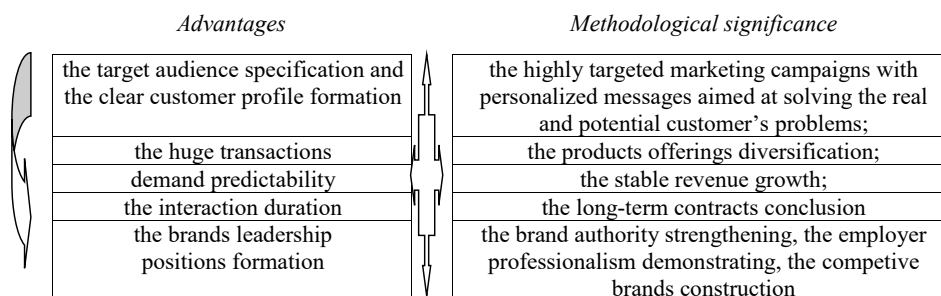 Advantages
Methodological significance
the target audience specification and
the clear customer profile formation
the highly targeted marketing campaigns with
personalized messages aimed at solving the real
and potential customer's problems;
the huge transactions
the products offerings diversification;
demand predictability
the stable revenue growth;
the interaction duration
the long-term contracts conclusion
the brands leadership
positions formation
the brand authority strengthening, the employer
professionalism demonstrating, the competive
brands construction